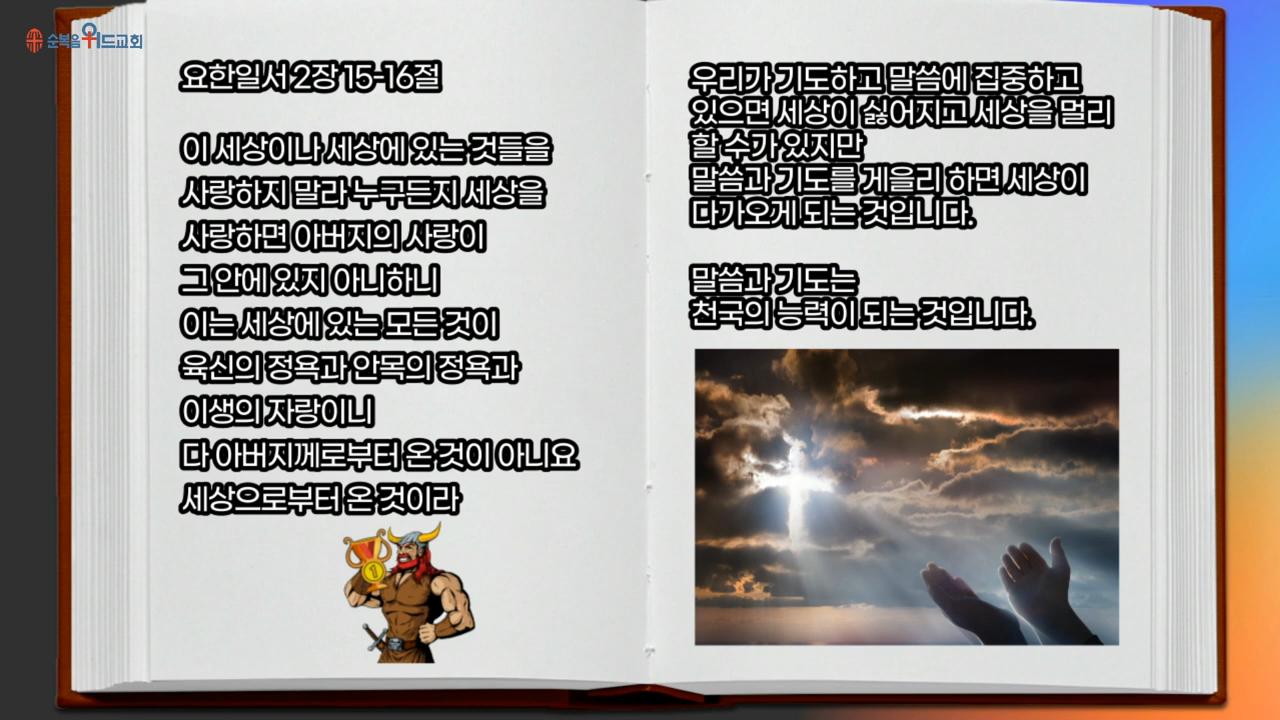 순복음위드교회
요한일서 2장 15-16절
이 세상이나 세상에 있는 것들을
사랑하지 말라 누구든지 세상을
사랑하면 아버지의 사랑이
그 안에 있지 아니하니
이는 세상에 있는 모든 것이
육신의 정욕과 안목의 정욕과
이생의 자랑이니
다 아버지께로부터 온 것이 아니요
세상으로부터 온 것이라
1
우리가 기도하고 말씀에 집중하고
있으면 세상이 싫어지고 세상을 멀리
할 수가 있지만
말씀과 기도를 게을리 하면 세상이
다가오게 되는 것입니다.
말씀과 기도는
천국의 능력이 되는 것입니다.